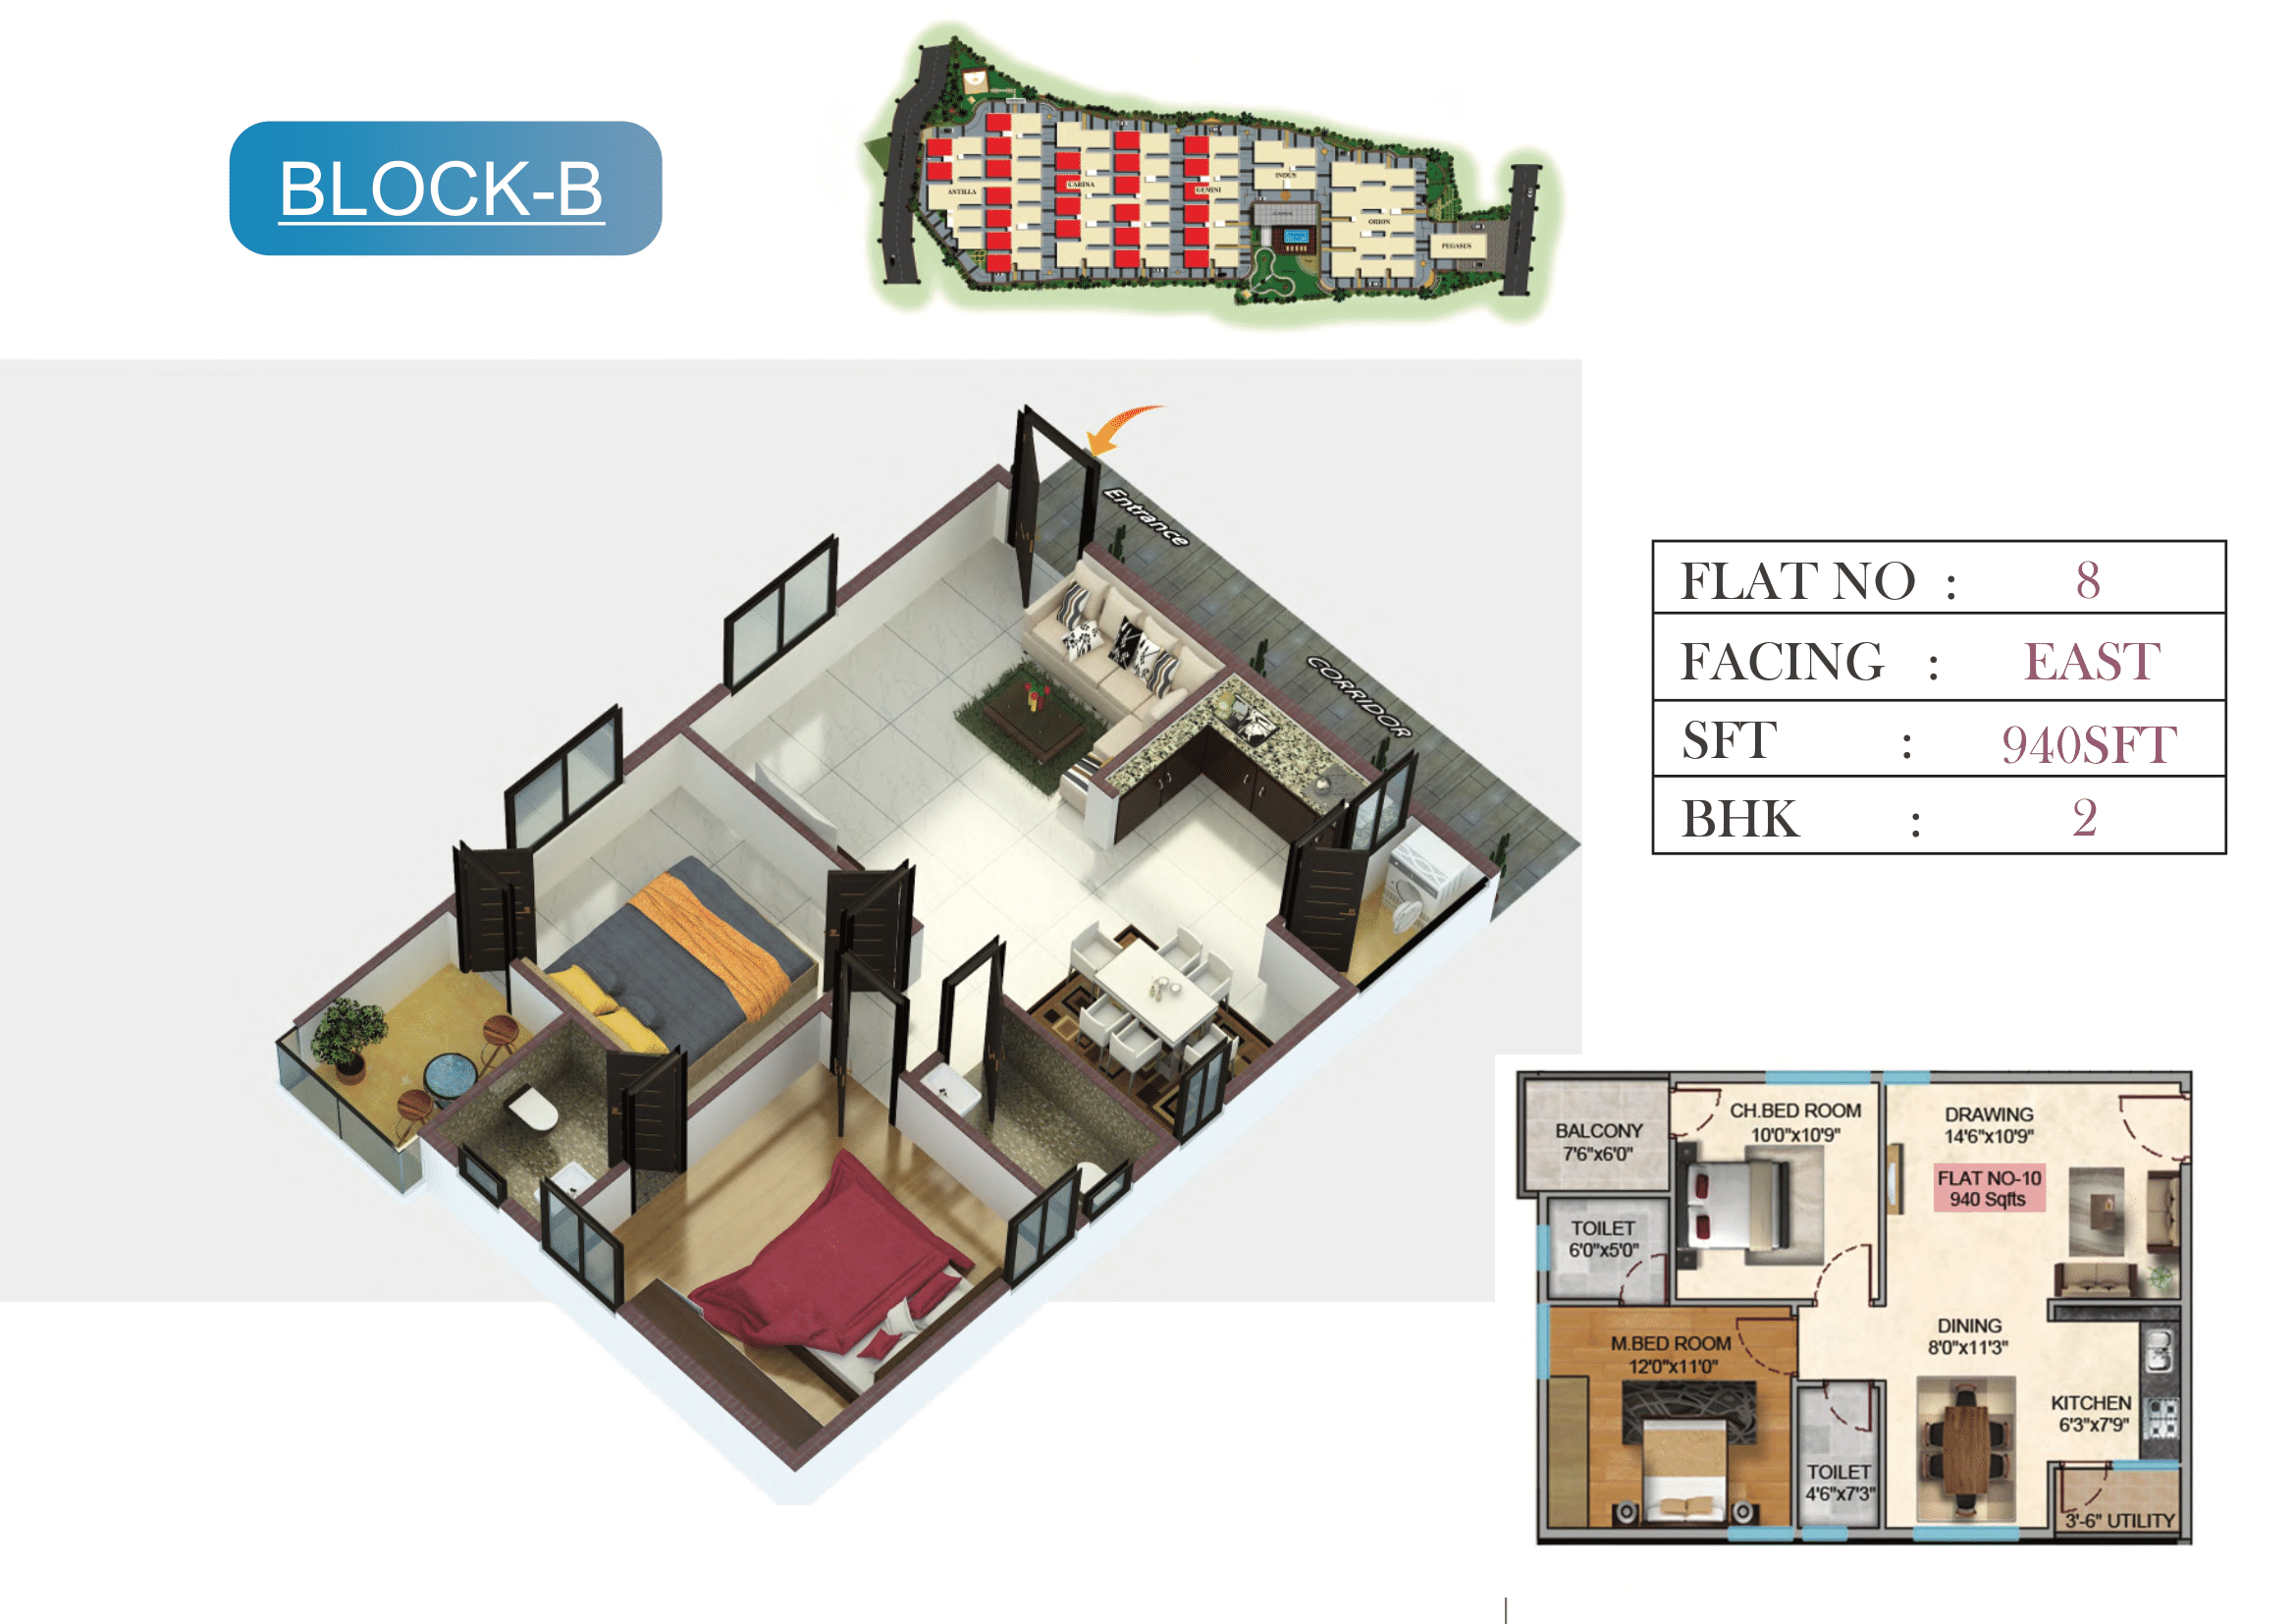 BLOCK-B
ANTILLA
CARINA
GEMINI
INDUS
ORION
PEGASUS
Entrance
CORRIDOR
FLAT NO : 8
FACING : EAST
SFT : 940SFT
BHK : 2
BALCONY
7'6"x6'0"
CH.BED ROOM
10'0"x10'9"
DRAWING
14'6"x10'9"
FLAT NO-10
940 Sqfts
TOILET
6'0"x5'0"
M.BED ROOM
12'0"x11'0"
DINING
8'0"x11'3"
KITCHEN
6'3"x7'9"
TOILET
4'6"x7'3"
3'-6" UTILITY